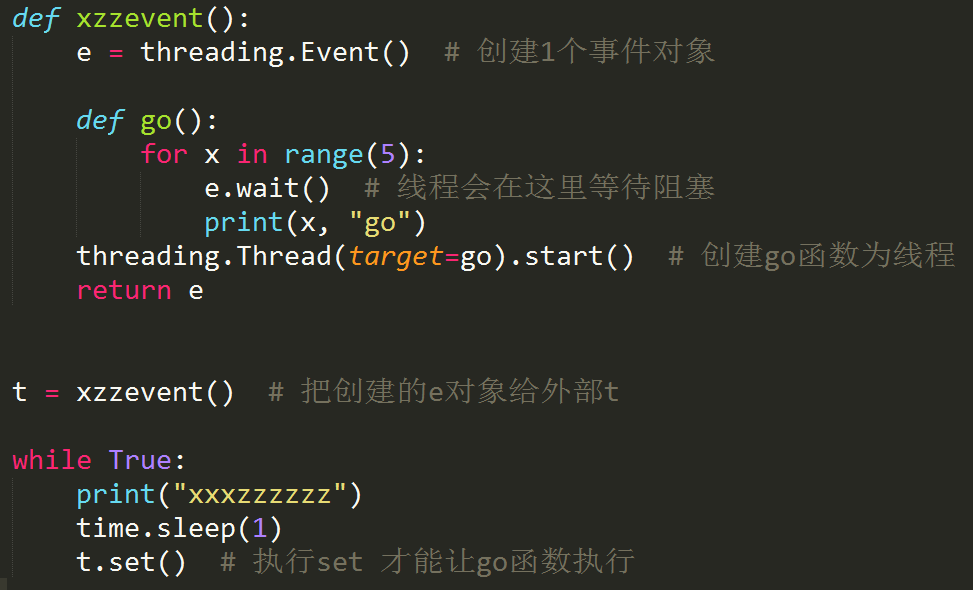 def xzzevent():
    e = threading.Event()  # 创建1个事件对象
    def go():
        for x in range(5):
            e.wait()  # 线程会在这里等待阻塞
            print(x, "go")
    threading.Thread(target=go).start()  # 创建go函数为线程
    return e
t = xzzevent()  # 把创建的e对象给外部t
while True:
    print("xxxzzzzzz")
    time.sleep(1)
    t.set()  # 执行set 才能让go函数执行